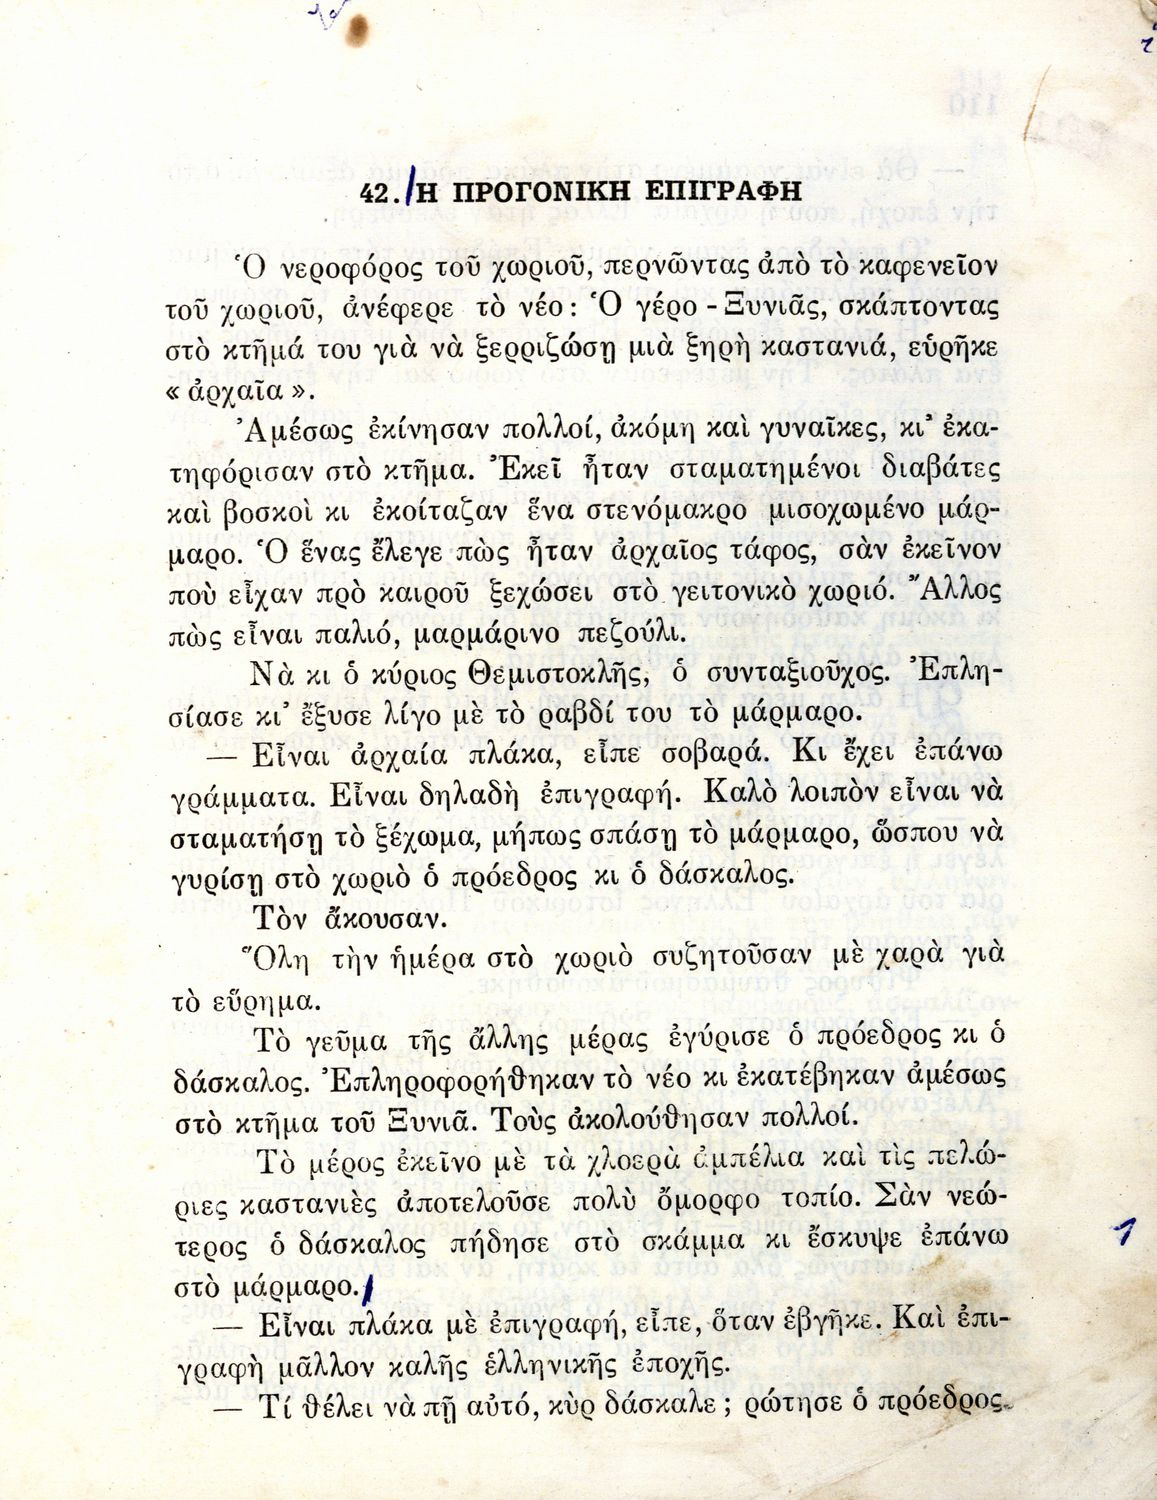 42. Η ΠΡΟΓΟΝΙΚΗ ΕΠΙΓΡΑΦΗ
Ὁ νεροφόρος τοῦ χωριοῦ, περνῶντας ἀπὸ τὸ καφενεῖον
τοῦ χωριοῦ, ἀνέφερε τὸ νέο : Ὁ γέρο - Ξυνιᾶς, σκάπτοντας
στὸ κτῆμά του γιὰ νὰ ξερριζώσῃ μιὰ ξηρὴ καστανιά, εὑρῆκε
« ἀρχαῖα ».
Ἀμέσως ἐκίνησαν πολλοί, ἀκόμη καὶ γυναῖκες, κι’ ἐκα-
τηφόρισαν στὸ κτῆμα. Ἐκεῖ ἦταν σταματημένοι διαβάτες
καὶ βοσκοὶ κι ἐκοίταζαν ἕνα στενόμακρο μισοχωμένο μάρ-
μαρο. Ὁ ἕνας ἔλεγε πὼς ἦταν ἀρχαῖος τάφος, σὰν ἐκεῖνον
ποὺ εἶχαν πρὸ καιροῦ ξεχώσει στὸ γειτονικὸ χωριό. Ἄλλος
πὼς εἶναι παλιό, μαρμάρινο πεζούλι.
Νὰ κι ὁ κύριος Θεμιστοκλῆς, ὁ συνταξιοῦχος. Ἐπλη-
σίασε κι’ ἔξυσε λίγο μὲ τὸ ραβδί του τὸ μάρμαρο.
— Εἶναι ἀρχαία πλάκα, εἶπε σοβαρά. Κι ἔχει ἐπάνω
γράμματα. Εἶναι δηλαδὴ ἐπιγραφή. Καλὸ λοιπὸν εἶναι νὰ
σταματήσῃ τὸ ξέχωμα, μήπως σπάσῃ τὸ μάρμαρο, ὥσπου νὰ
γυρίσῃ στὸ χωριὸ ὁ πρόεδρος κι ὁ δάσκαλος.
Τὸν ἄκουσαν.
Ὅλη τὴν ἡμέρα στὸ χωριὸ συζητοῦσαν μὲ χαρὰ γιὰ
τὸ εὕρημα.
Τὸ γεῦμα τῆς ἄλλης μέρας ἐγύρισε ὁ πρόεδρος κι ὁ
δάσκαλος. Ἐπληροφορήθηκαν τὸ νέο κι ἐκατέβηκαν ἀμέσως
στὸ κτῆμα τοῦ Ξυνιᾶ. Τοὺς ἀκολούθησαν πολλοί.
Τὸ μέρος ἐκεῖνο μὲ τὰ χλοερὰ ἀμπέλια καὶ τὶς πελώ-
ριες καστανιὲς ἀποτελοῦσε πολὺ ὄμορφο τοπίο. Σὰν νεώ-
τερος ὁ δάσκαλος πήδησε στὸ σκάμμα κι ἔσκυψε ἐπάνω
στὸ μάρμαρο.
— Εἶναι πλάκα μὲ ἐπιγραφή, εἶπε, ὅταν ἐβγῆκε. Καὶ ἐπι-
γραφὴ μᾶλλον καλῆς ἑλληνικῆς ἐποχῆς.
— Τί θέλει νὰ πῇ αὐτό, κὺρ δάσκαλε ; ρώτησε ὁ πρόεδρος